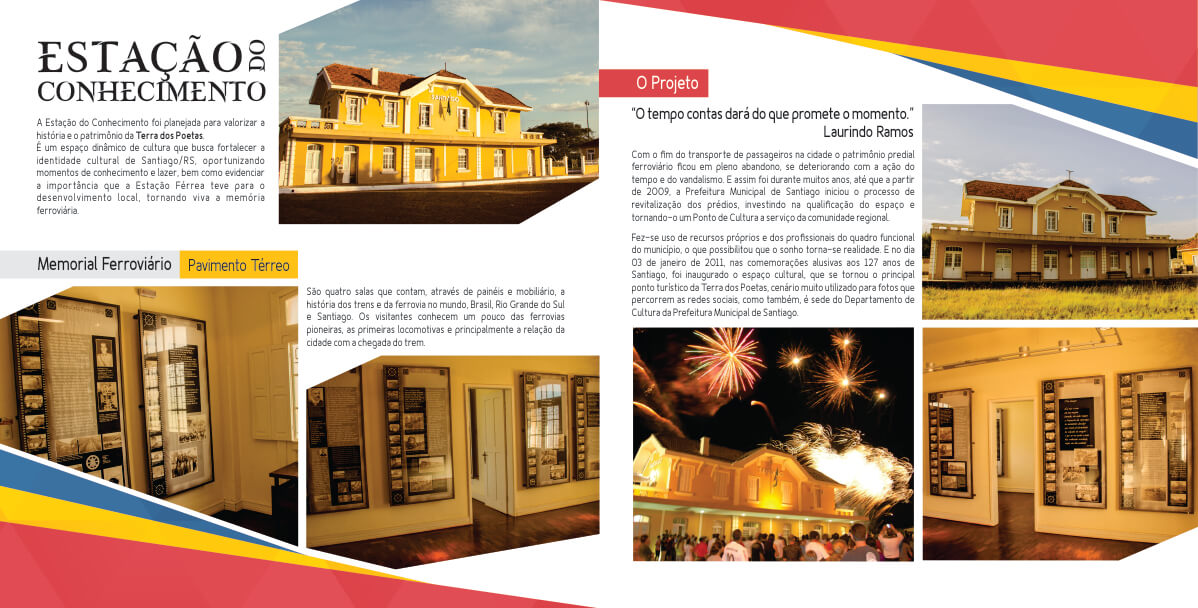 ESTAÇÃO DO
CONHECIMENTO
A Estação do Conhecimento foi planejada para valorizar a
história e o patrimônio da Terra dos Poetas.
É um espaço dinâmico de cultura que busca fortalecer a
identidade cultural de Santiago/RS, oportunizando
momentos de conhecimento e lazer, bem como evidenciar
a importância que a Estação Férrea teve para o
desenvolvimento local, tornando viva a memória
ferroviária.
SANTIAGO
Memorial Ferroviário Pavimento Térreo
São quatro salas que contam, através de painéis e mobiliário, a
história dos trens e da ferrovia no mundo, Brasil, Rio Grande do Sul
e Santiago. Os visitantes conhecem um pouco das ferrovias
pioneiras, as primeiras locomotivas e principalmente a relação da
cidade com a chegada do trem.
O Projeto
"O tempo contas dará do que promete o momento."
Laurindo Ramos
Com o fim do transporte de passageiros na cidade o patrimônio predial
ferroviário ficou em pleno abandono, se deteriorando com a ação do
tempo e do vandalismo. E assim foi durante muitos anos, até que a partir
de 2009, a Prefeitura Municipal de Santiago iniciou o processo de
revitalização dos prédios, investindo na qualificação do espaço e
tornando-o um Ponto de Cultura a serviço da comunidade regional.
Fez-se uso de recursos próprios e dos profissionais do quadro funcional
do município, o que possibilitou que o sonho torna-se realidade. E no dia
03 de janeiro de 2011, nas comemorações alusivas aos 127 anos de
Santiago, foi inaugurado o espaço cultural, que se tornou o principal
ponto turístico da Terra dos Poetas, cenário muito utilizado para fotos que
percorrem as redes sociais, como também, é sede do Departamento de
Cultura da Prefeitura Municipal de Santiago.